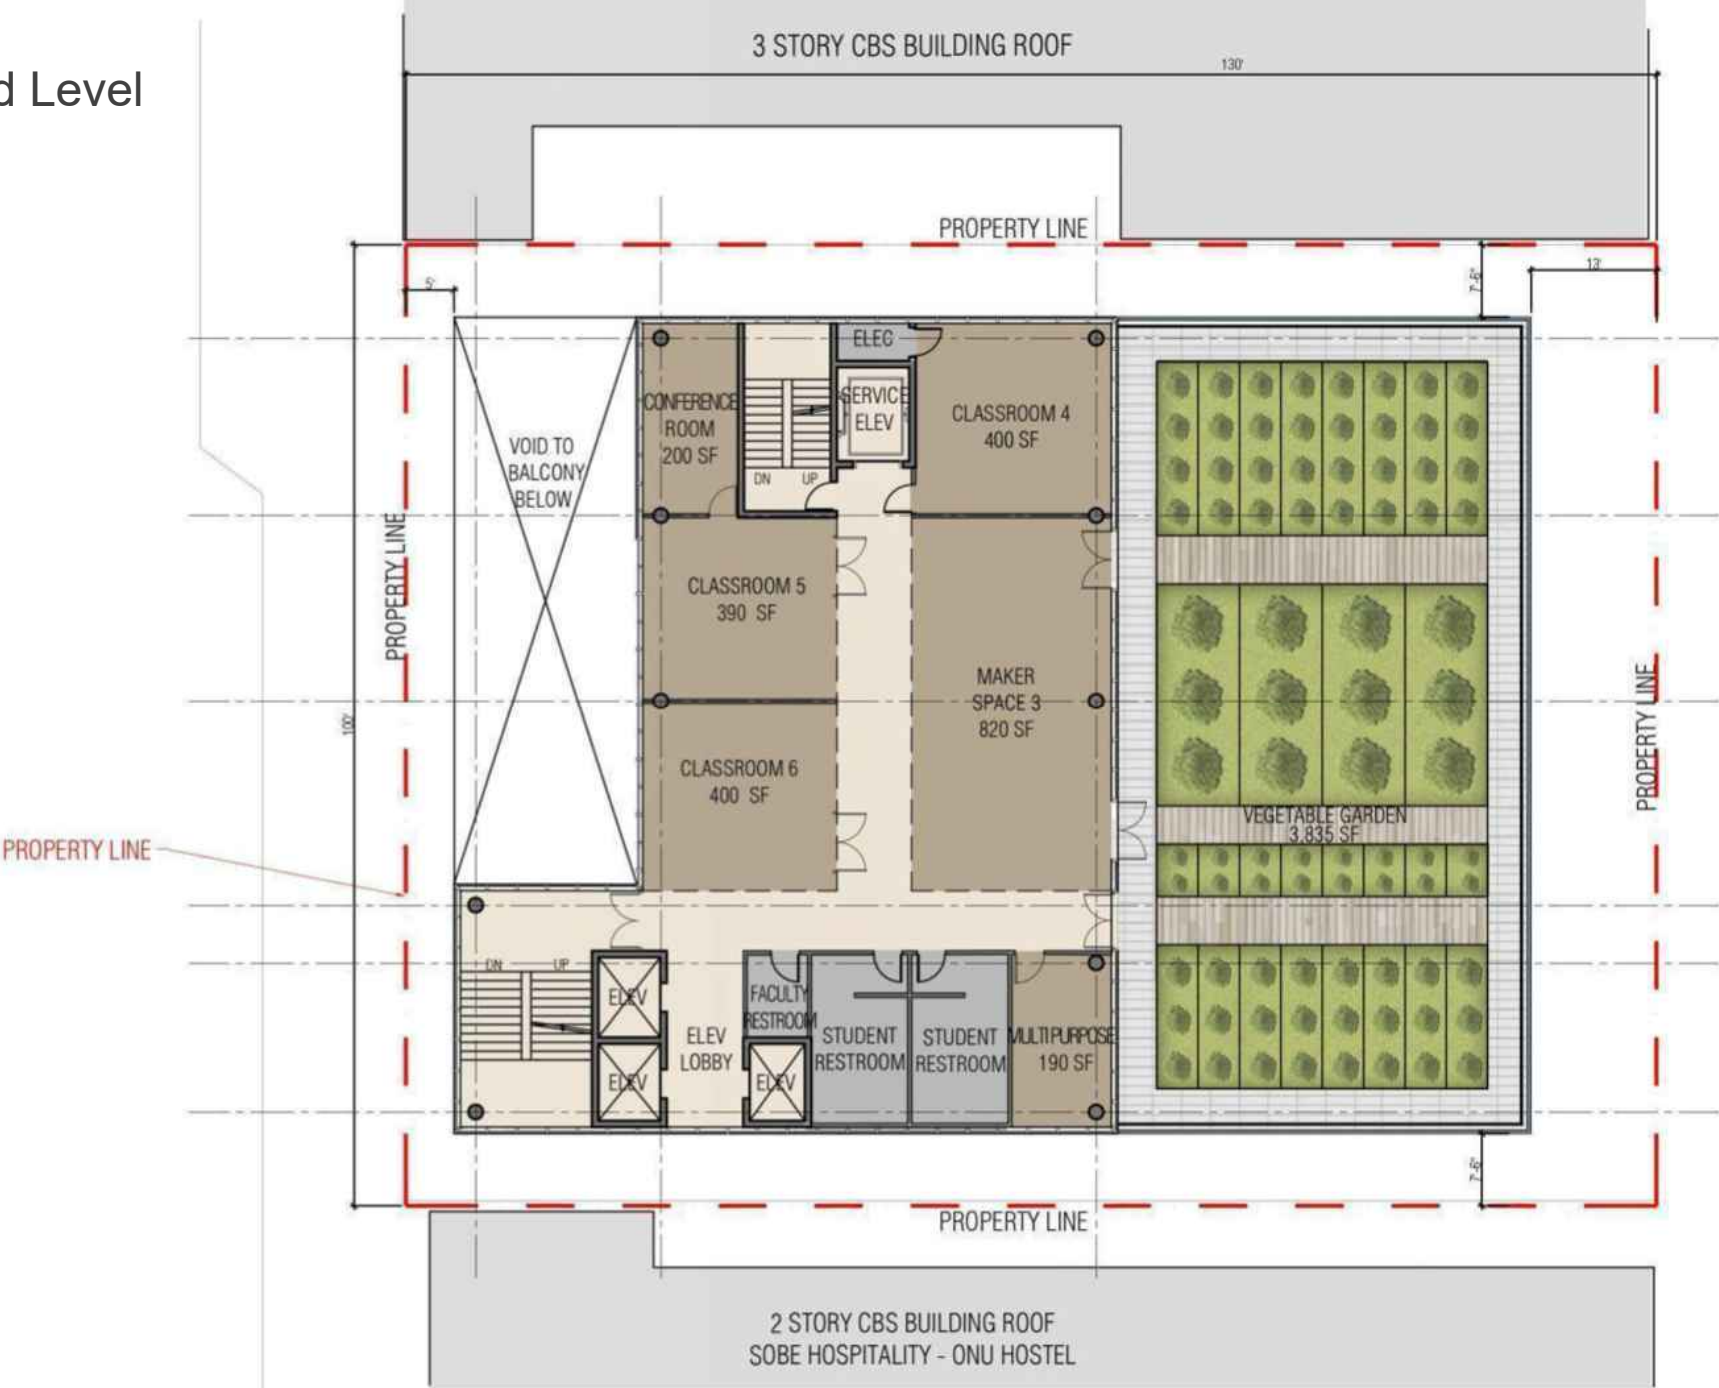 d Level
3 STORY CBS BUILDING ROOF
130'
PROPERTY LINE
5'
7'-6"
13'
ELEC
CONFERENCE
ROOM
200 SF
SERVICE
ELEV
CLASSROOM 4
400 SF
VOID TO
BALCONY
BELOW
DN UP
PROPERTY LINE
CLASSROOM 5
390 SF
MAKER
SPACE 3
820 SF
100'
CLASSROOM 6
400 SF
PROPERTY LINE
VEGETABLE GARDEN
3,835 SF
PROPERTY LINE
DN UP
ELEV
ELEV
ELEV
LOBBY
FACULTY
RESTROOM
ELEV
STUDENT
RESTROOM
STUDENT
RESTROOM
MULTIPURPOSE
190 SF
7'-6"
PROPERTY LINE
2 STORY CBS BUILDING ROOF
SOBE HOSPITALITY - ONU HOSTEL